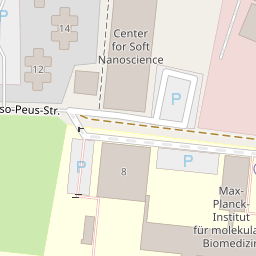 14
Center
for Soft
Nanoscience
12
P
so-Peus-Str.
P
P
8
Max-
Planck-
Institut
für molekula
Biomedizin